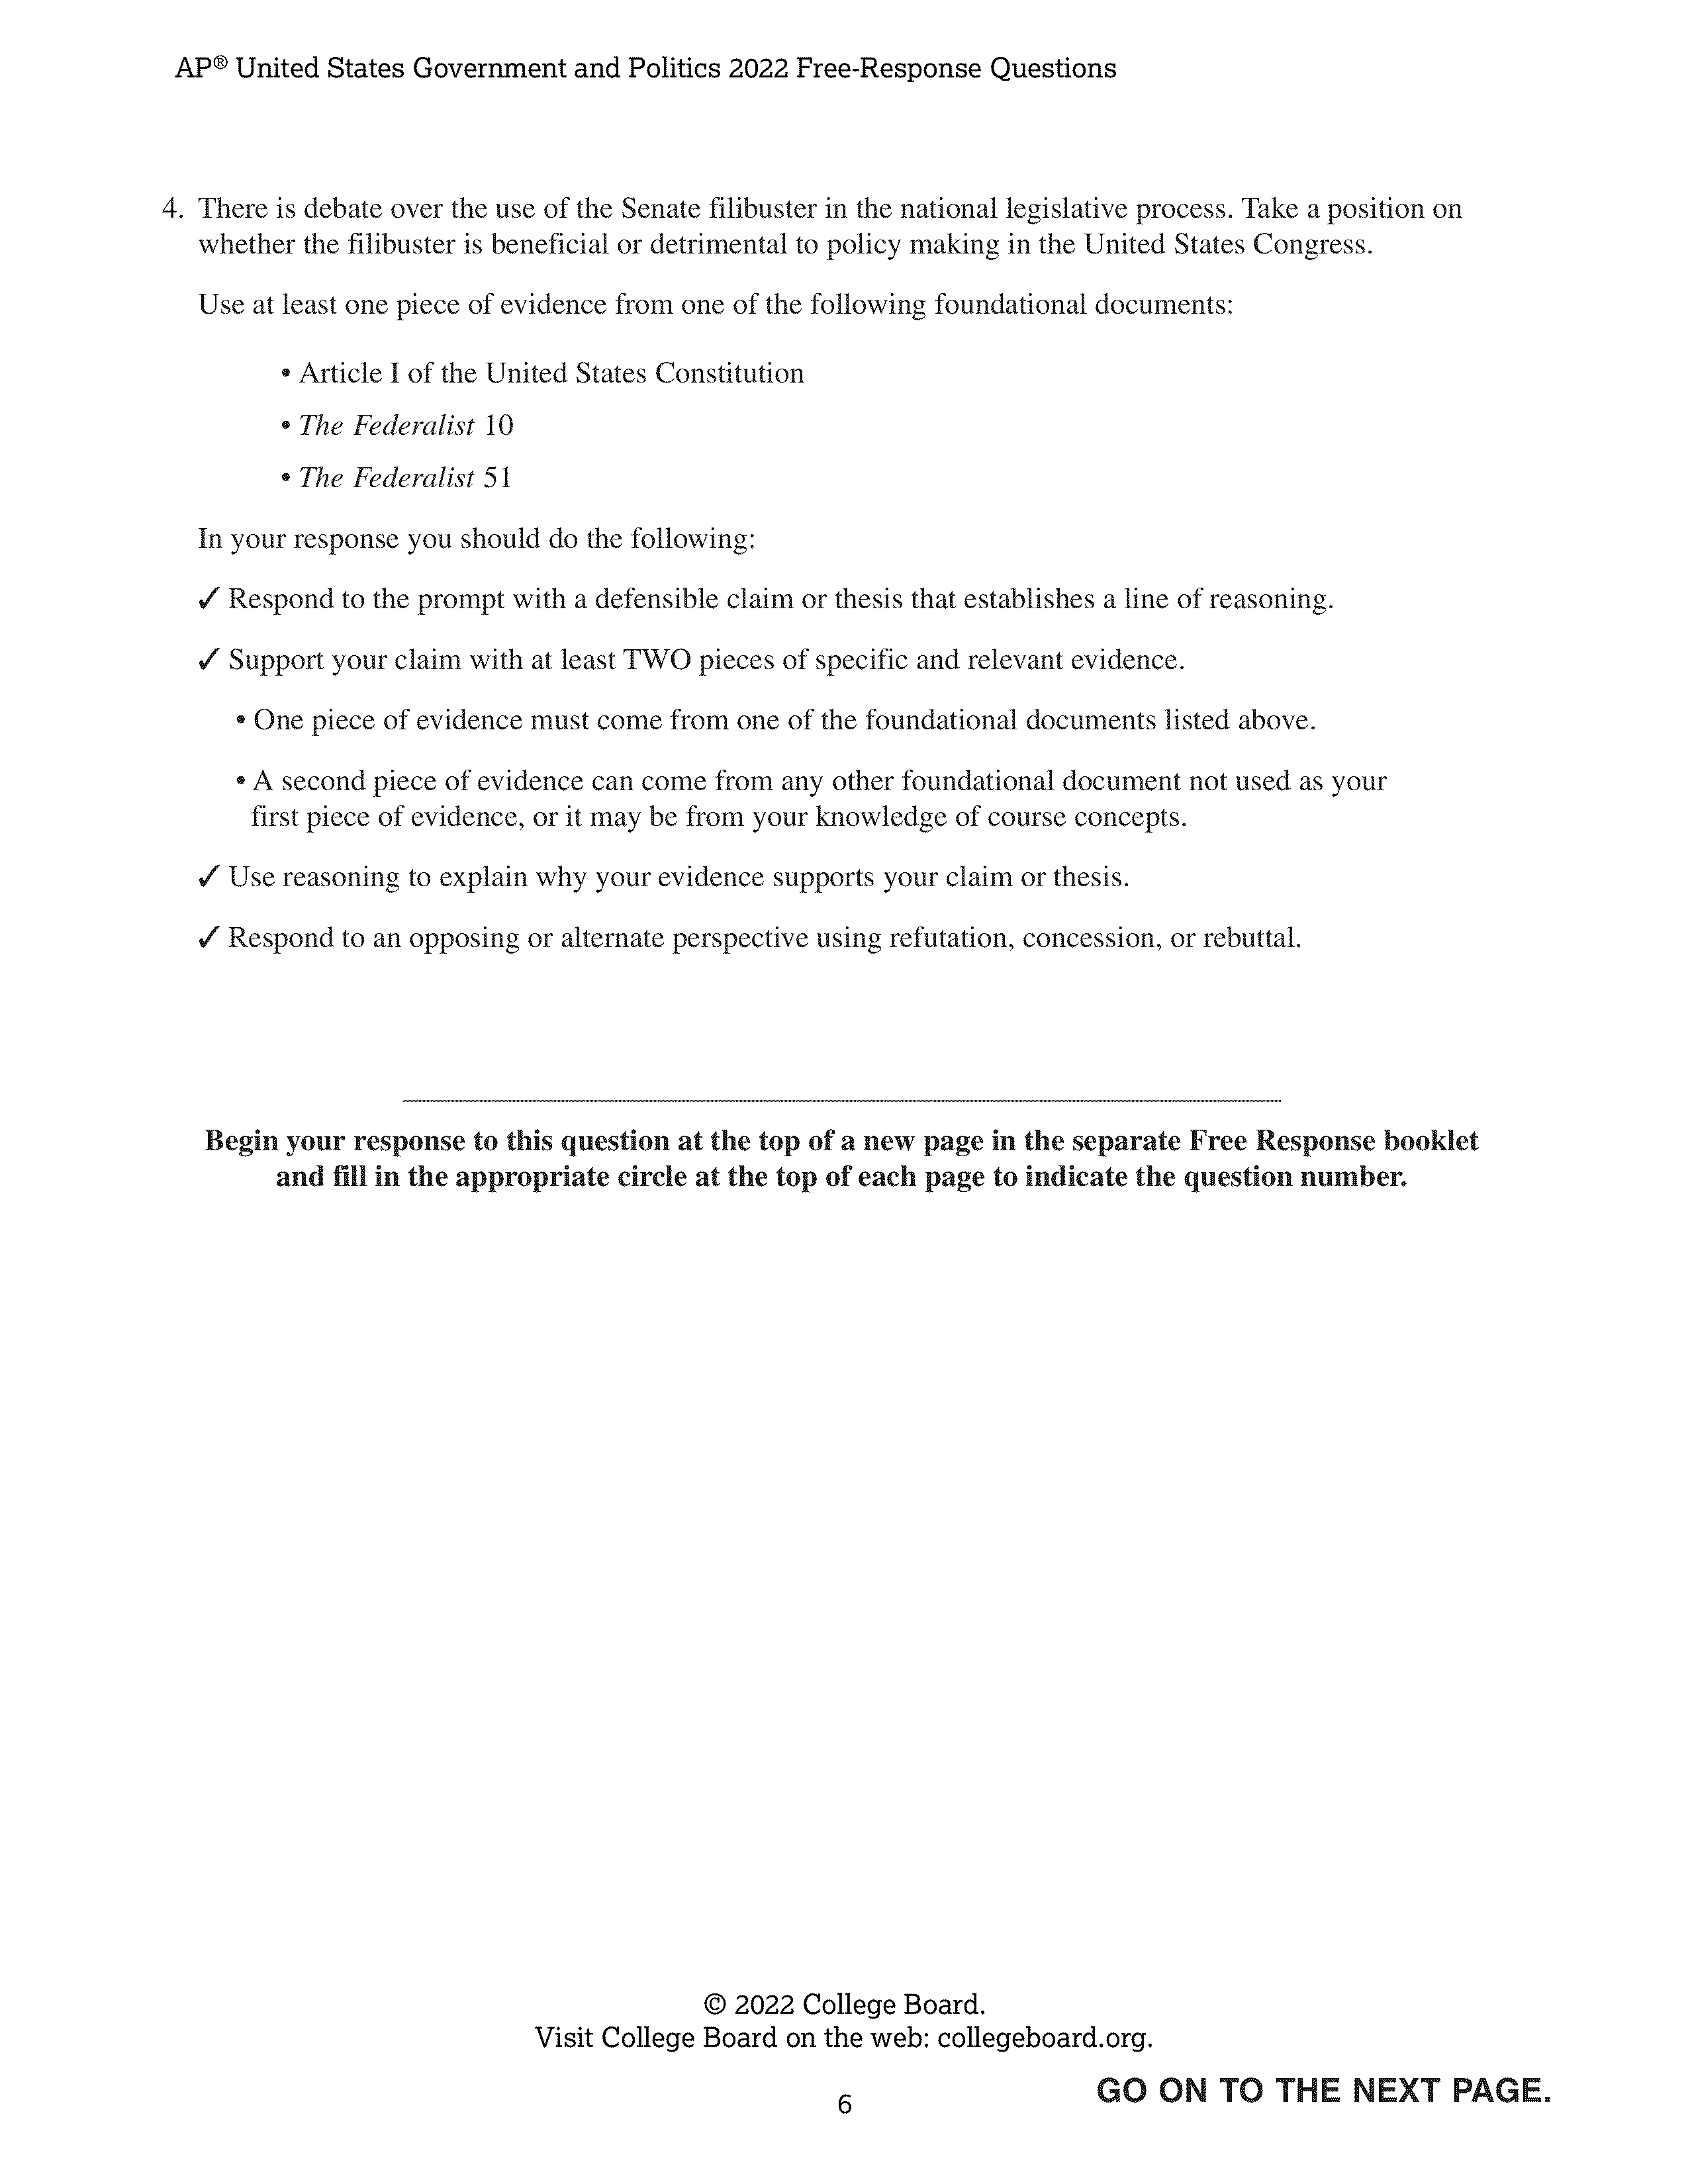 AP® United States Government and Politics 2022 Free-Response Questions
4. There is debate over the use of the Senate filibuster in the national legislative process. Take a position on
whether the filibuster is beneficial or detrimental to policy making in the United States Congress.
Use at least one piece of evidence from one of the following foundational documents:
• Article I of the United States Constitution
• The Federalist 10
• The Federalist 51
In your response you should do the following:
✓ Respond to the prompt with a defensible claim or thesis that establishes a line of reasoning.
✓ Support your claim with at least TWO pieces of specific and relevant evidence.
• One piece of evidence must come from one of the foundational documents listed above.
• A second piece of evidence can come from any other foundational document not used as your
first piece of evidence, or it may be from your knowledge of course concepts.
✓ Use reasoning to explain why your evidence supports your claim or thesis.
✓ Respond to an opposing or alternate perspective using refutation, concession, or rebuttal.
Begin your response to this question at the top of a new page in the separate Free Response booklet
and fill in the appropriate circle at the top of each page to indicate the question number.
© 2022 College Board.
Visit College Board on the web: collegeboard.org.
GO ON TO THE NEXT PAGE.
6